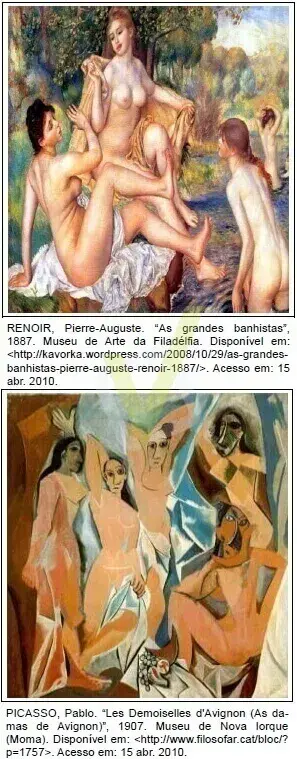 RENOIR, Pierre-Auguste. "As grandes banhistas",
1887. Museu de Arte da Filadélfia. Disponível em:
<http://kavorka.wordpress.com/2008/10/29/as-grandes-
banhistas-pierre-auguste-renoir-1887/>. Acesso em: 15
abr. 2010.
PICASSO, Pablo. "Les Demoiselles d'Avignon (As da-
mas de Avignon)", 1907. Museu de Nova Iorque
(Moma). Disponível em: <http://www.filosofar.cat/bloc/?
p=1757>. Acesso em: 15 abr. 2010.